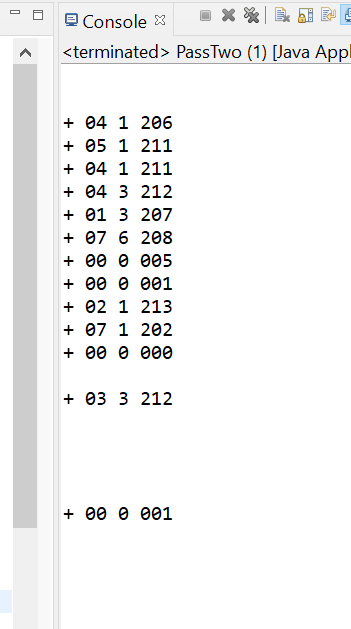 Console
<terminated> PassTwo (1) [Java Appl
+ 04 1 206
+ 05 1 211
+ 04 1 211
+ 04 3 212
+ 01 3 207
+ 07 6 208
+ 00 0 005
+ 00 0 001
+ 02 1 213
+ 07 1 202
+ 00 0 000
+ 03 3 212
+ 00 0 001